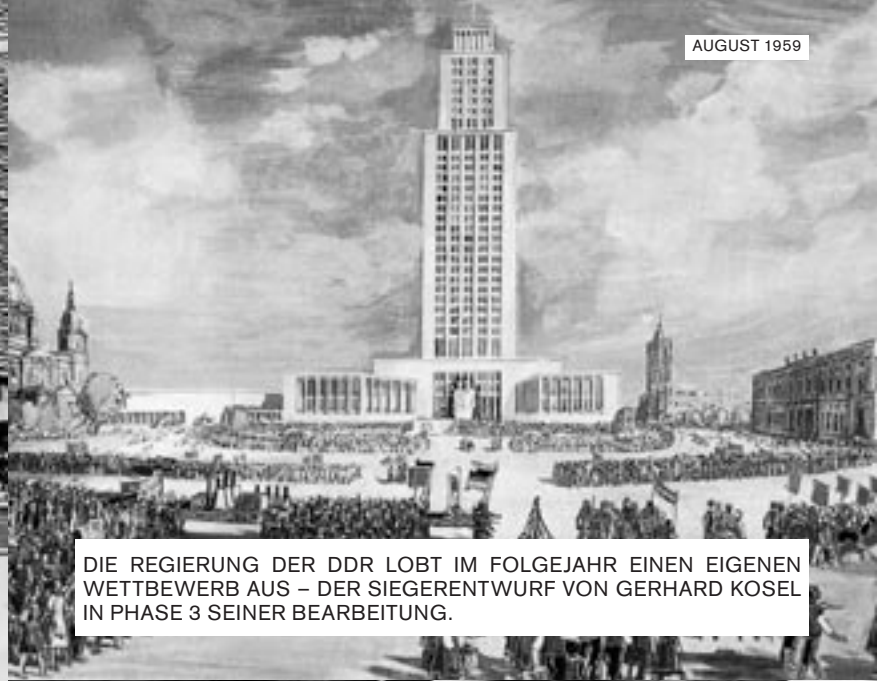 AUGUST 1959
DIE REGIERUNG DER DDR LOBT IM FOLGEJAHR EINEN EIGENEN
WETTBEWERB AUS – DER SIEGERENTWURF VON GERHARD KOSEL
IN PHASE 3 SEINER BEARBEITUNG.